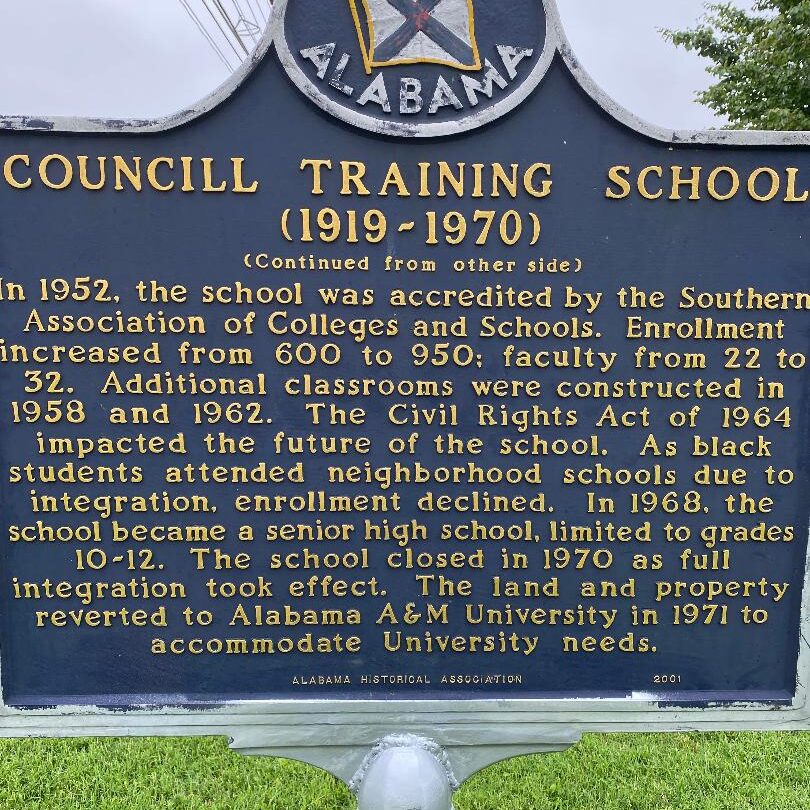 ALABAMA
COUNCILL TRAINING SCHOOL
(1919-1970)
(Continued from other side)
In 1952, the school was accredited by the Southern
Association of Colleges and Schools. Enrollment
increased from 600 to 950; faculty from 22 to
32. Additional classrooms were constructed in
1958 and 1962. The Civil Rights Act of 1964
impacted the future of the school. As black
students attended neighborhood schools due to
integration, enrollment declined. In 1968, the
school became a senior high school, limited to grades
10-12. The school closed in 1970 as full
integration took effect. The land and property
reverted to Alabama A&M University in 1971 to
accommodate University needs.
ALABAMA HISTORICAL ASSOCIATION 2001